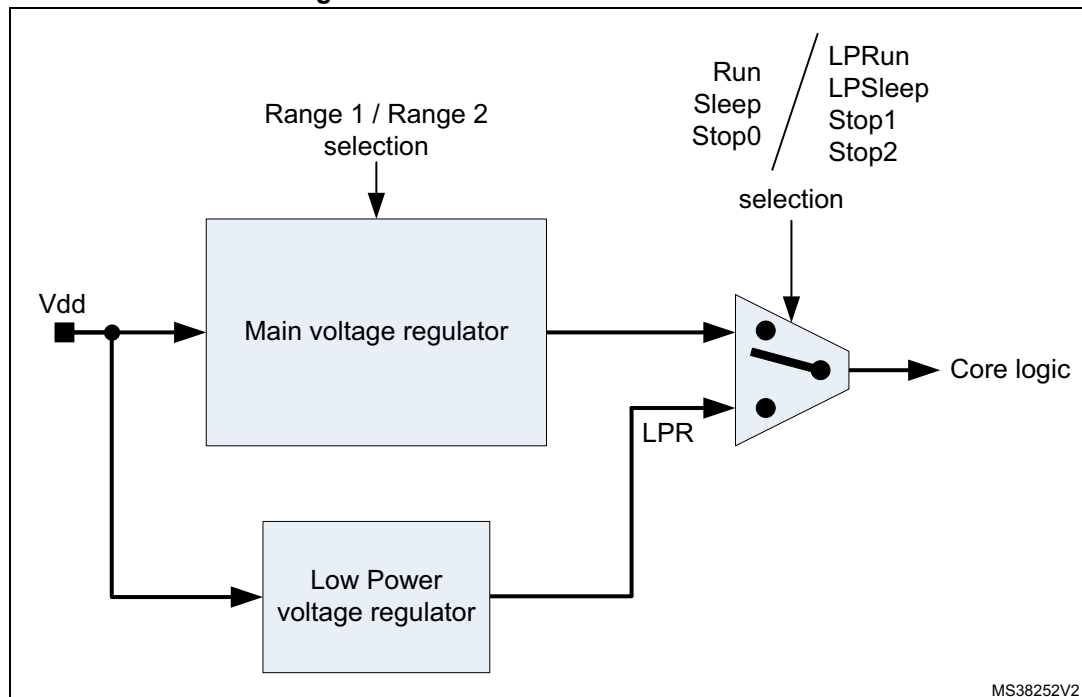 Run
Sleep
Stop0
LPRun
LPSleep
Stop1
Stop2
selection
Range 1 / Range 2
selection
Vdd
Main voltage regulator
Core logic
LPR
Low Power
voltage regulator
MS38252V2